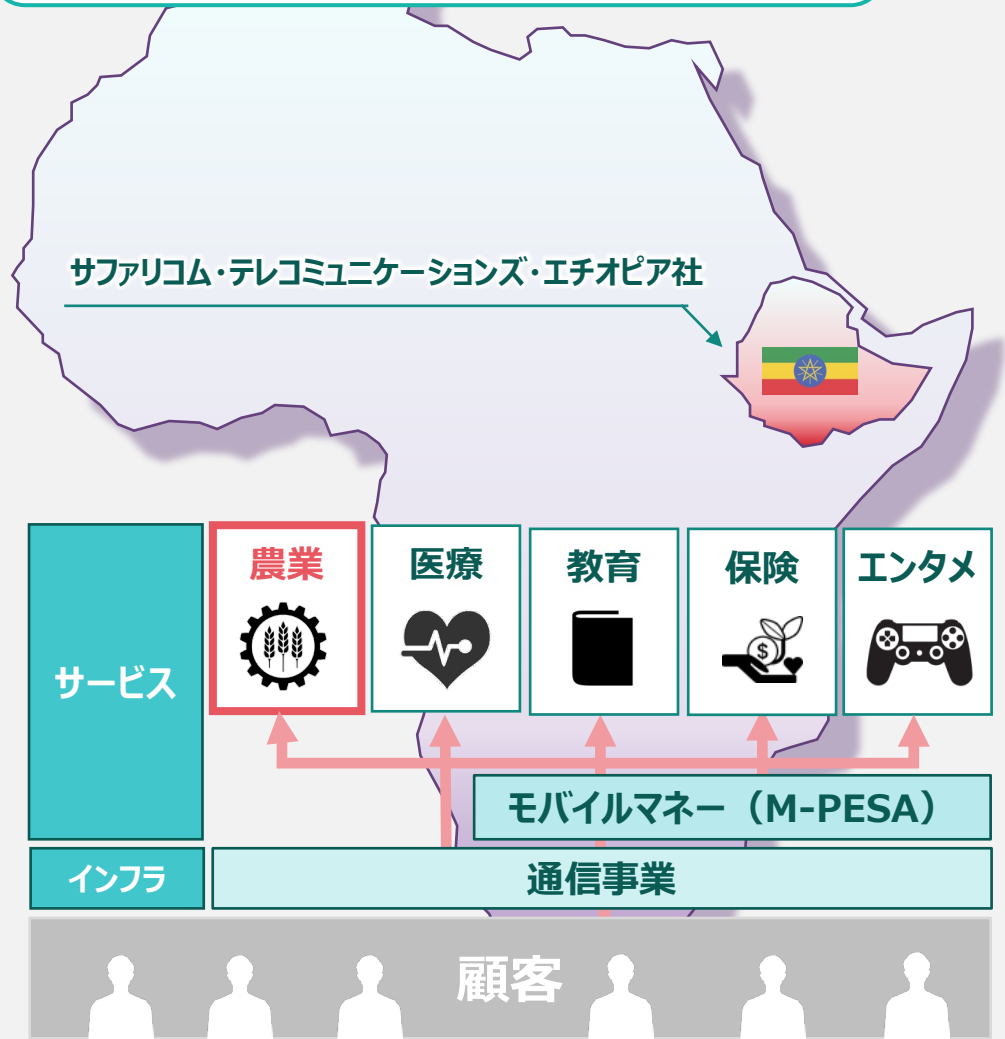 サファリコム・テレコミュニケーションズ・エチオピア社
農業
医療
教育
保険
エンタメ
サービス
$
モバイルマネー（M-PESA）
インフラ
通信事業
顧客